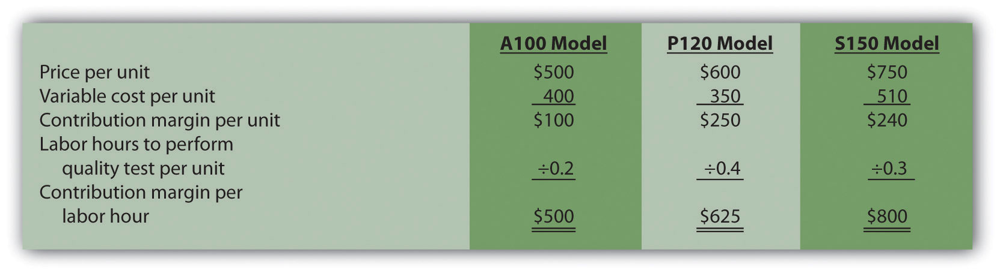 A100 Model P120 Model S150 Model
Price per unit $500 $600 $750
Variable cost per unit 400 350 510
Contribution margin per unit $100 $250 $240
Labor hours to perform
quality test per unit ÷0.2 ÷0.4 ÷0.3
Contribution margin per
labor hour $500 $625 $800